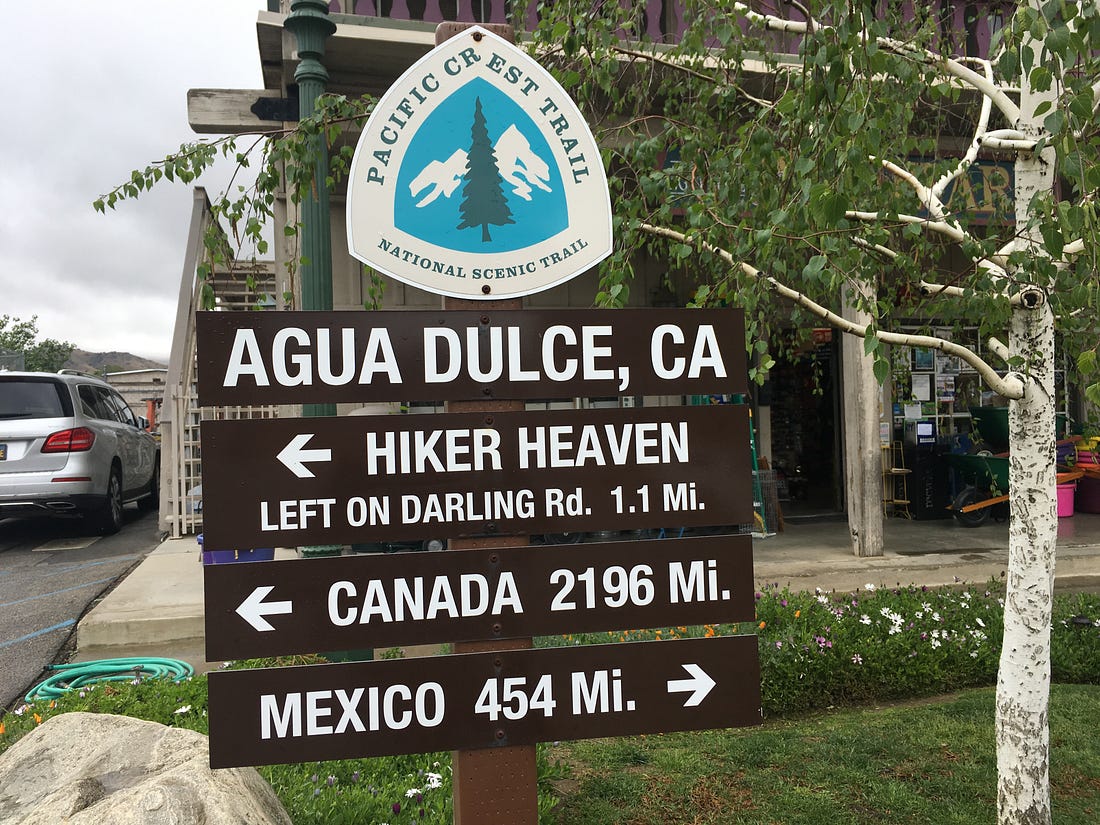 PACIFIC CREST TRAIL
NATIONAL SCENIC TRAIL
AGUA DULCE, CA
← HIKER HEAVEN
LEFT ON DARLING Rd. 1.1 Mi.
← CANADA 2196 Mi.
MEXICO 454 Mi. →